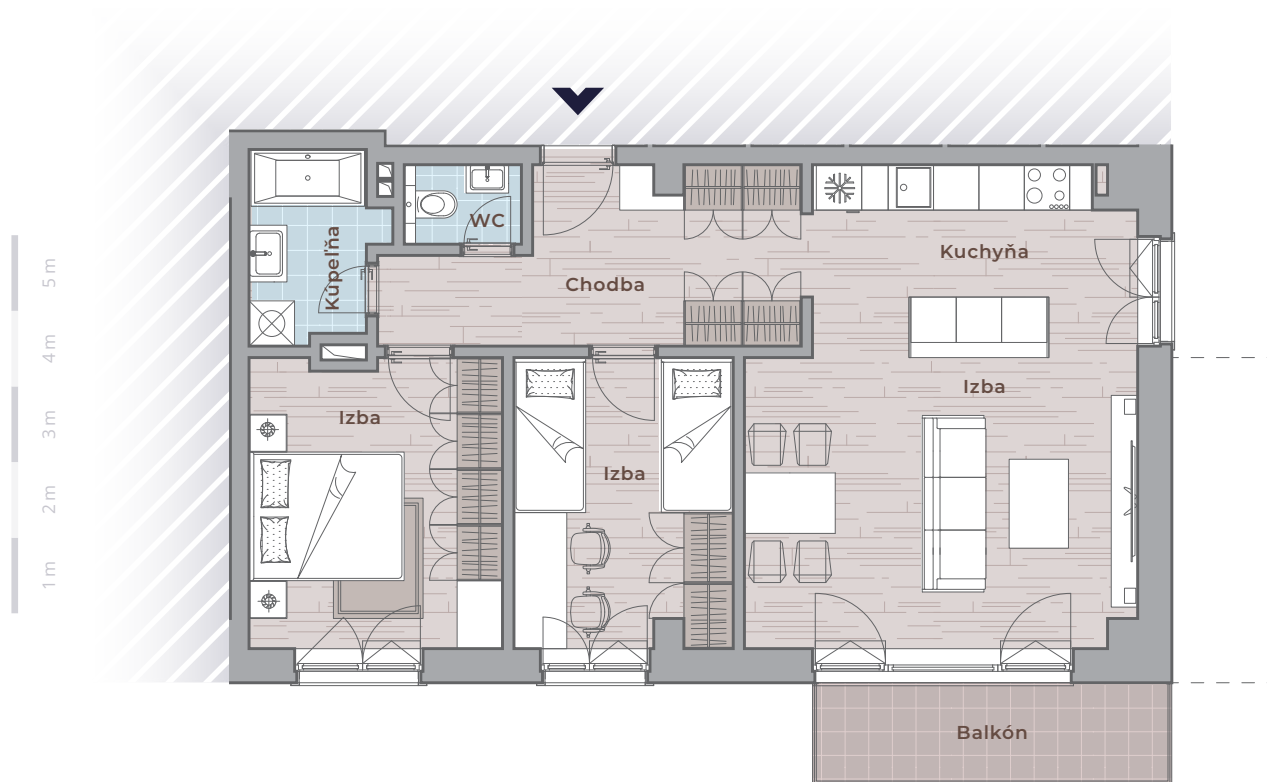 WC
Kúpeľňa
Kuchyňa
Chodba
Izba
Izba
Izba
Balkón
5 m
4 m
3 m
2 m
1 m